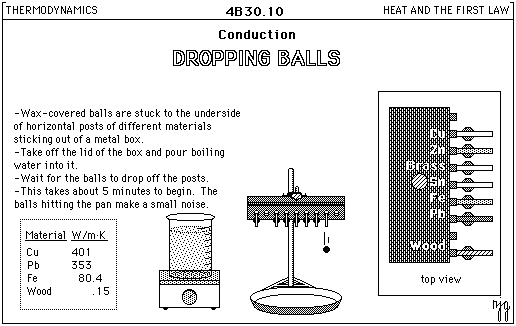 THERMODYNAMICS
4B30.10
HEAT AND THE FIRST LAW
Conduction
DROPPING BALLS
-Wax-covered balls are stuck to the underside
of horizontal posts of different materials
sticking out of a metal box.
-Take off the lid of the box and pour boiling
water into it.
-Wait for the balls to drop off the posts.
-This takes about 5 minutes to begin. The
balls hitting the pan make a small noise.
Material W/m·K
Cu 401
Pb 353
Fe 80.4
Wood .15
Cu
Zn
Brass
Sn
Fe
Pb
Wood
top view